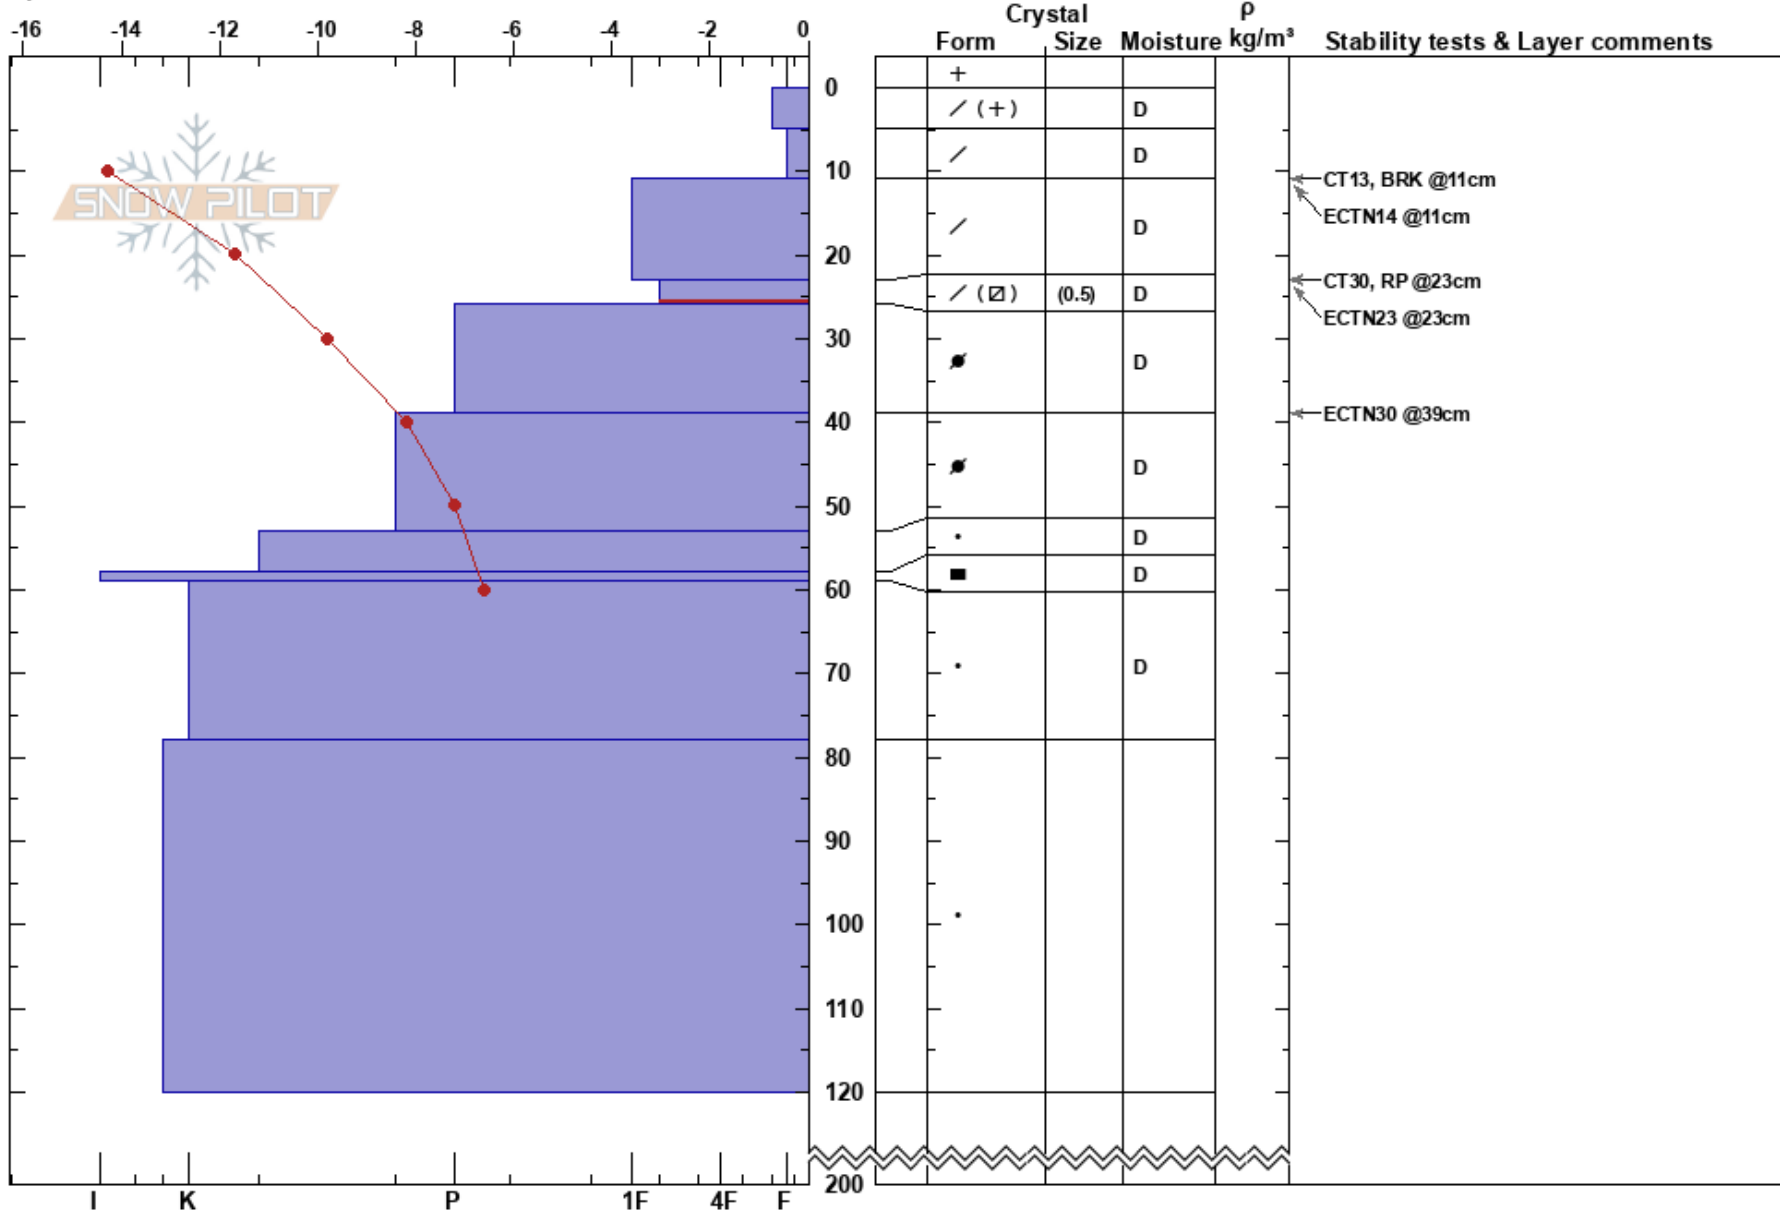 -16 -14 -12 -10 -8 -6 -4 -2 0
Crystal ρ
Form Size Moisture kg/m³ Stability tests & Layer comments
+
0
/ (+) D
/ D
10
CT13, BRK @11cm
SNOW PILOT
ECTN14 @11cm
/ D
20
CT30, RP @23cm
/ (⧄) (0.5) D
ECTN23 @23cm
30
D
ECTN30 @39cm
40
D
50
D
D
60
D
70
80
90
100
110
120
200
I K P 1F 4F F